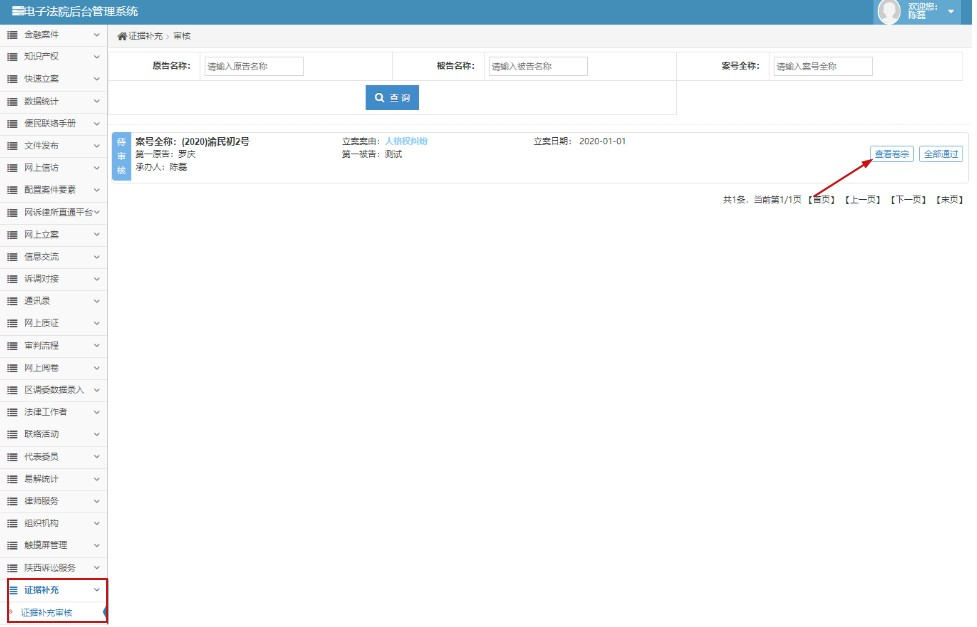 电子法院后台管理系统
欢迎您:
陈磊
金融案件
知识产权
快速立案
数据统计
便民联络手册
文件发布
网上信访
配置案件要素
网诉律所直通平台
网上立案
信息交流
诉调对接
通讯录
网上质证
审判流程
网上阅卷
区调委数据录入
法律工作者
联络活动
代表委员
易解统计
律师服务
组织机构
触摸屏管理
陕西诉讼服务
证据补充
证据补充审核
证据补充 > 审核
原告名称: 请输入原告名称 被告名称: 请输入被告名称 案号全称: 请输入案号全称
查 询
待审核
案号全称: (2020)渝民初2号 立案案由: 人格权纠纷 立案日期: 2020-01-01
第一原告: 罗庆 第一被告: 测试
承办人: 陈磊
查看卷宗 全部通过
共1条, 当前第1/1页 【首页】 【上一页】 【下一页】 【末页】